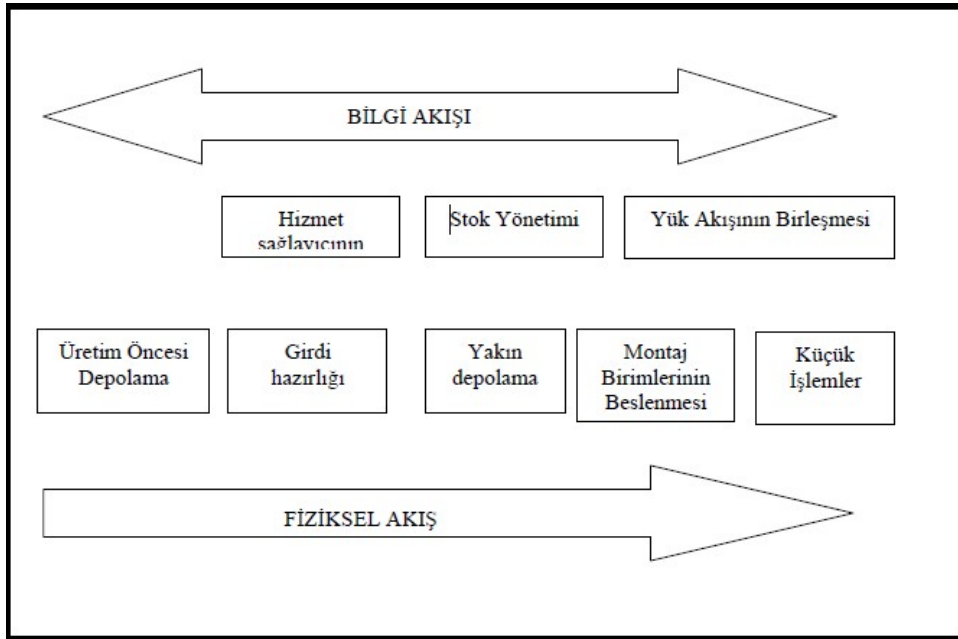 BİLGİ AKIŞI
Hizmet
sağlayıcının
Stok Yönetimi
Yük Akışının Birleşmesi
Üretim Öncesi
Depolama
Girdi
hazırlığı
Yakın
depolama
Montaj
Birimlerinin
Beslenmesi
Küçük
İşlemler
FİZİKSEL AKIŞ